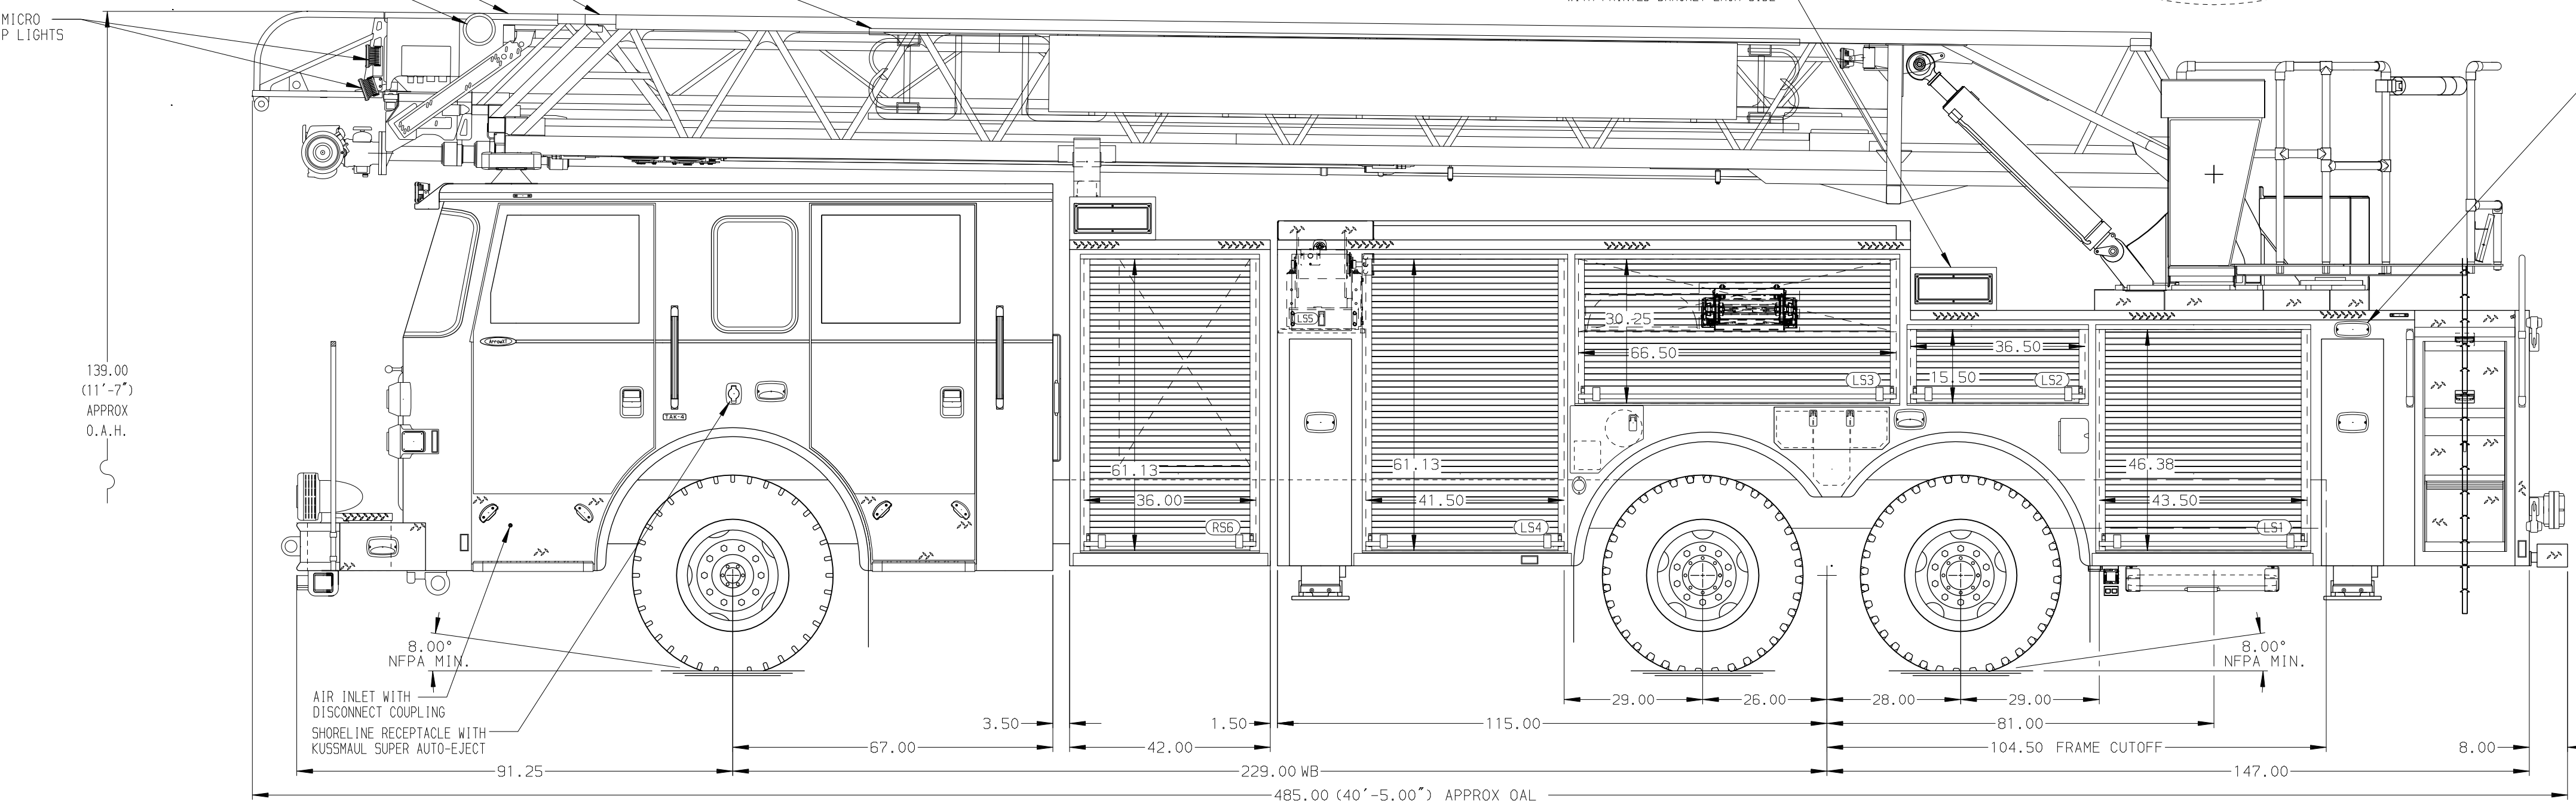 MICRO
P LIGHTS
139.00
(11'-7")
APPROX
O.A.H.
ArrowXT
TAK-4
LS5
30.25
66.50
LS3
36.50
15.50
LS2
61.13
36.00
RS6
61.13
41.50
LS4
46.38
43.50
LS1
8.00°
NFPA MIN.
8.00°
NFPA MIN.
AIR INLET WITH
DISCONNECT COUPLING
SHORELINE RECEPTACLE WITH
KUSSMAUL SUPER AUTO-EJECT
29.00
26.00
28.00
29.00
3.50
1.50
115.00
81.00
67.00
42.00
104.50 FRAME CUTOFF
8.00
91.25
229.00 WB
147.00
485.00 (40'-5.00") APPROX OAL